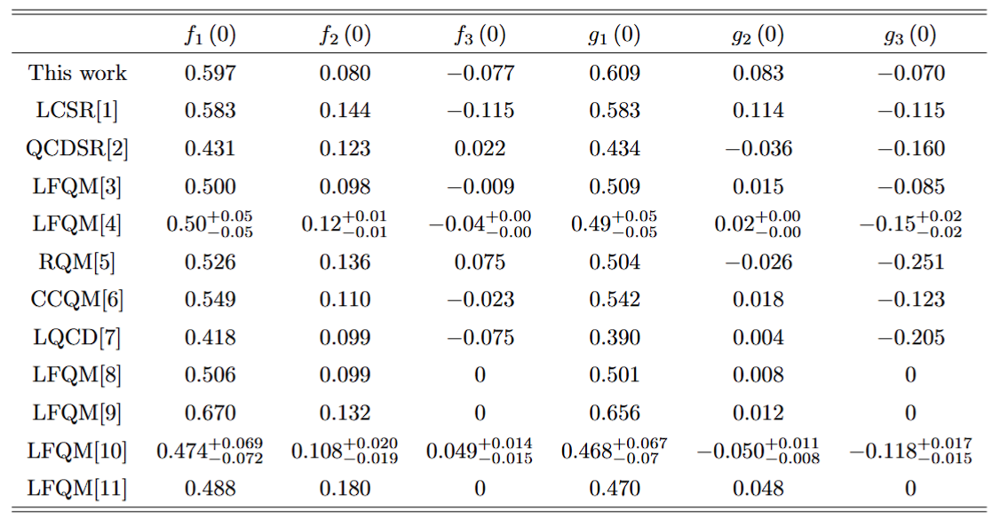 f₁ (0) f₂ (0) f₃ (0) g₁ (0) g₂ (0) g₃ (0)
This work 0.597 0.080 −0.077 0.609 0.083 −0.070
LCSR[1] 0.583 0.144 −0.115 0.583 0.114 −0.115
QCDSR[2] 0.431 0.123 0.022 0.434 −0.036 −0.160
LFQM[3] 0.500 0.098 −0.009 0.509 0.015 −0.085
LFQM[4] 0.50^{+0.05}_{−0.05} 0.12^{+0.01}_{−0.01} −0.04^{+0.00}_{−0.00} 0.49^{+0.05}_{−0.05} 0.02^{+0.00}_{−0.00} −0.15^{+0.02}_{−0.02}
RQM[5] 0.526 0.136 0.075 0.504 −0.026 −0.251
CCQM[6] 0.549 0.110 −0.023 0.542 0.018 −0.123
LQCD[7] 0.418 0.099 −0.075 0.390 0.004 −0.205
LFQM[8] 0.506 0.099 0 0.501 0.008 0
LFQM[9] 0.670 0.132 0 0.656 0.012 0
LFQM[10] 0.474^{+0.069}_{−0.072} 0.108^{+0.020}_{−0.019} 0.049^{+0.014}_{−0.015} 0.468^{+0.067}_{−0.07} −0.050^{+0.011}_{−0.008} −0.118^{+0.017}_{−0.015}
LFQM[11] 0.488 0.180 0 0.470 0.048 0